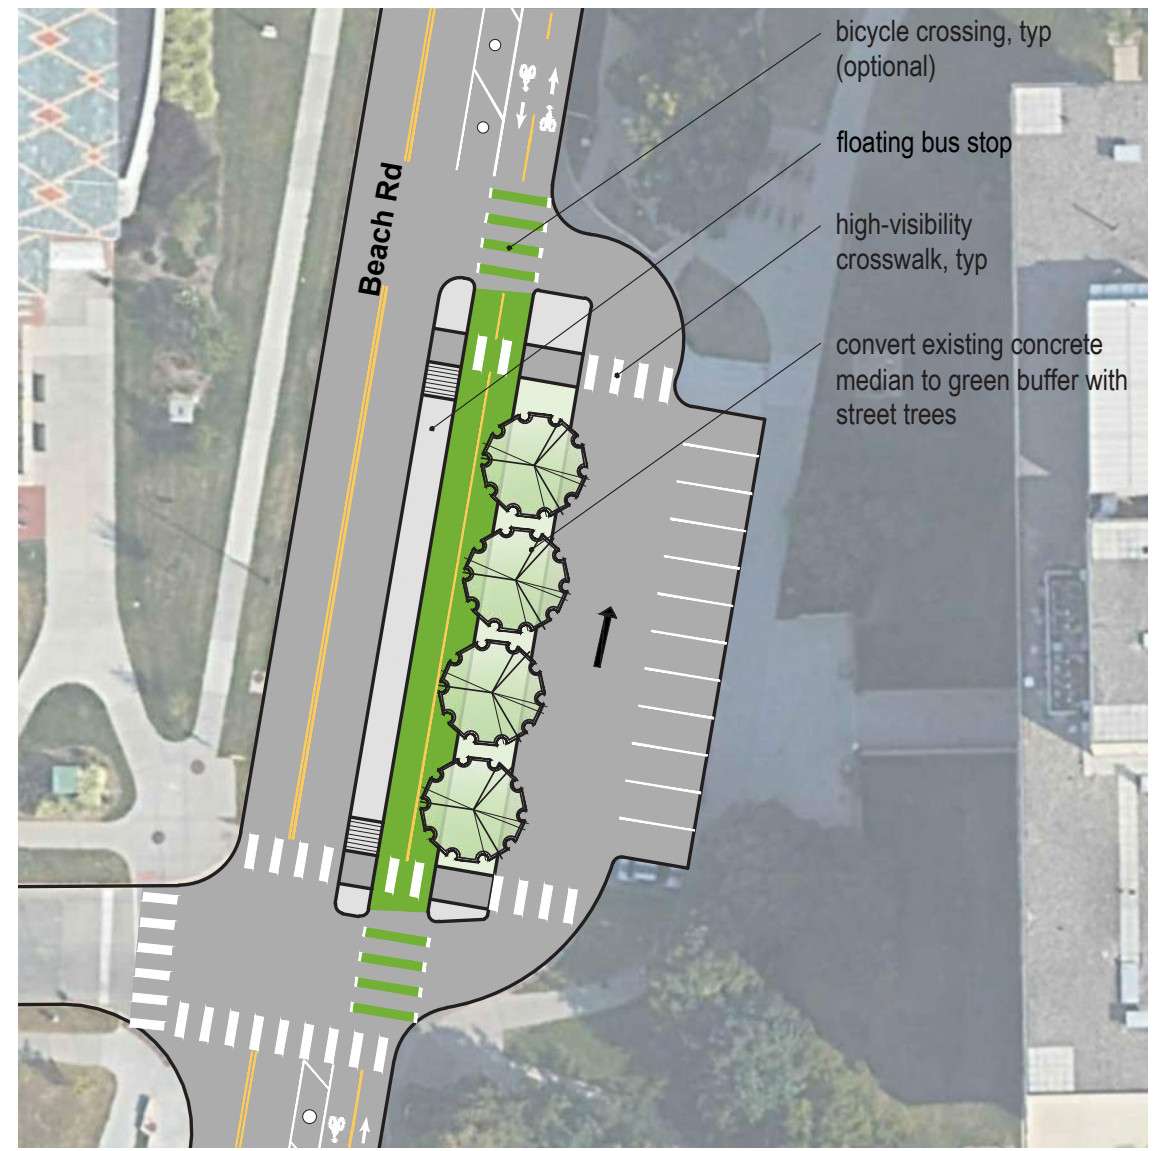 bicycle crossing, typ
(optional)
floating bus stop
Beach Rd
high-visibility
crosswalk, typ
convert existing concrete
median to green buffer with
street trees